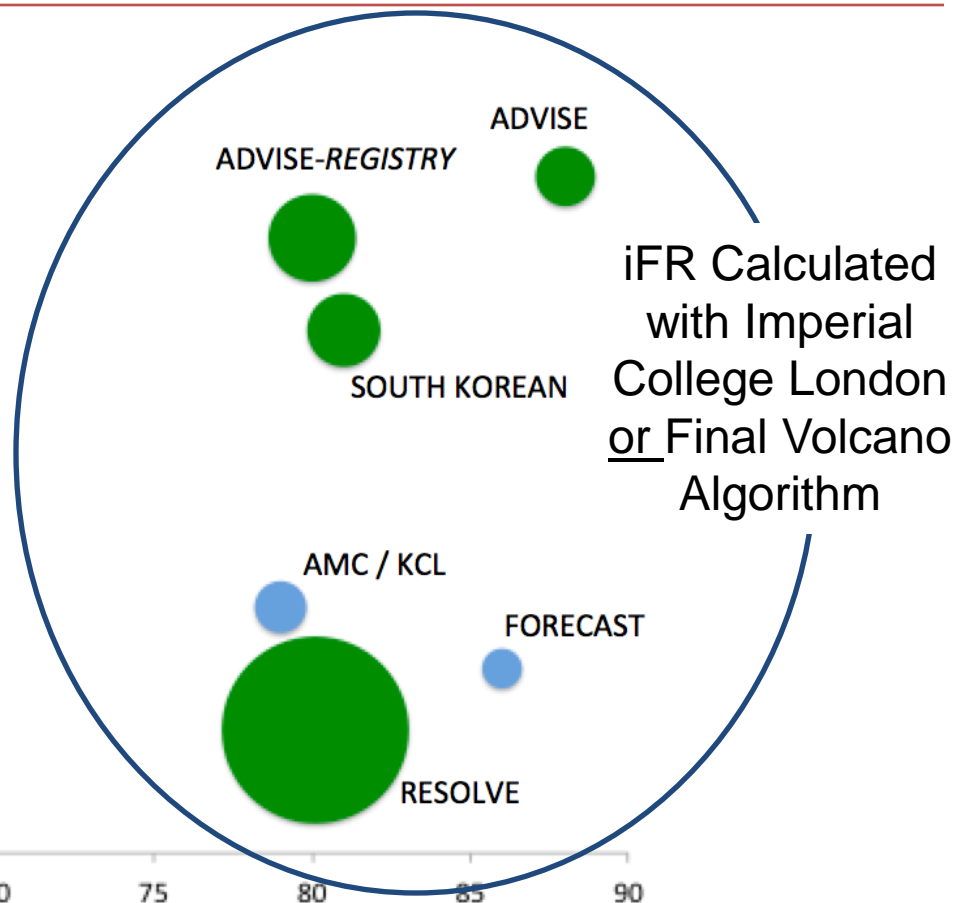 ADVISE
ADVISE-REGISTRY
iFR Calculated
with Imperial
College London
or Final Volcano
Algorithm
SOUTH KOREAN
AMC / KCL
FORECAST
RESOLVE
0 75 80 85 90